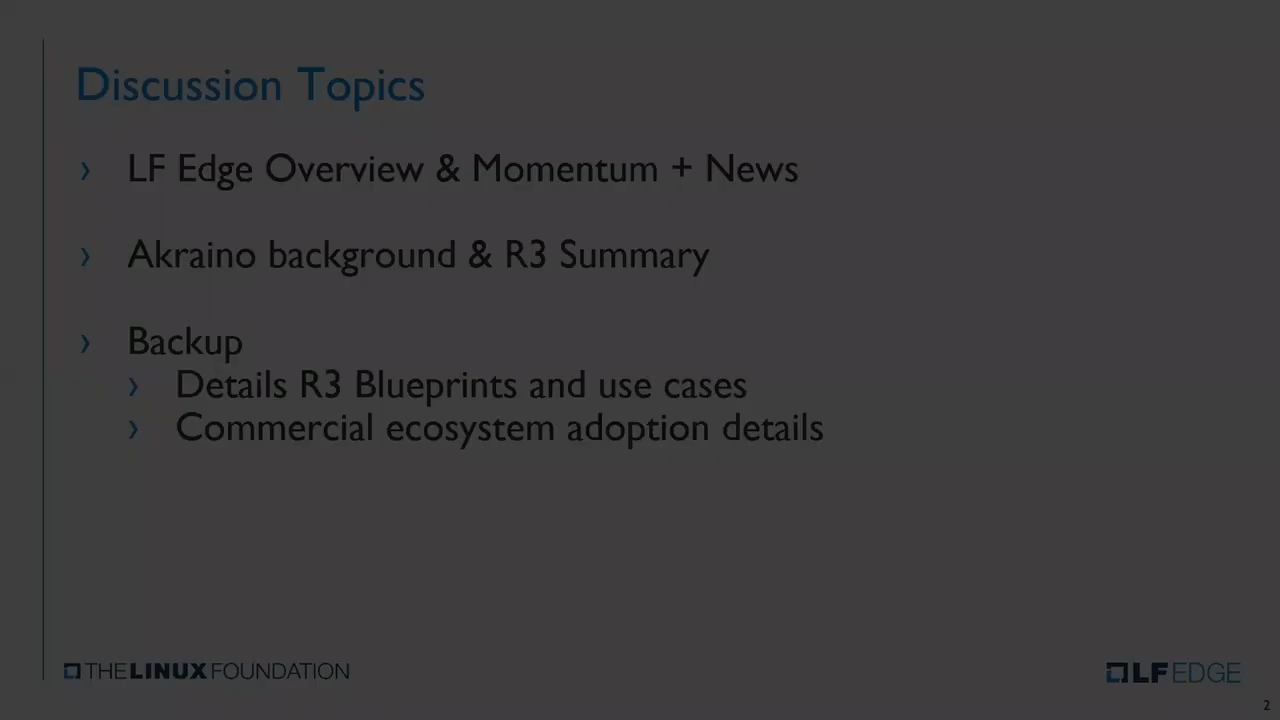 Discussion Topics
› LF Edge Overview & Momentum + News
› Akraino background & R3 Summary
› Backup
› Details R3 Blueprints and use cases
› Commercial ecosystem adoption details
THE LINUX FOUNDATION
LF EDGE
2